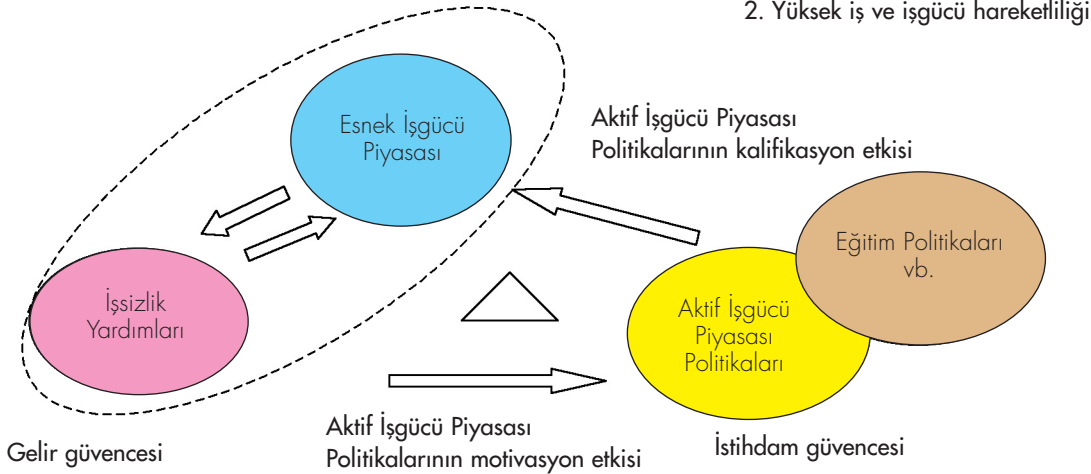 2. Yüksek iş ve işgücü hareketliliği
Esnek İşgücü
Piyasası
Aktif İşgücü Piyasası
Politikalarının kalifikasyon etkisi
Eğitim Politikaları
vb.
İşsizlik
Yardımları
Aktif İşgücü
Piyasası
Politikaları
Gelir güvencesi
Aktif İşgücü Piyasası
Politikalarının motivasyon etkisi
İstihdam güvencesi